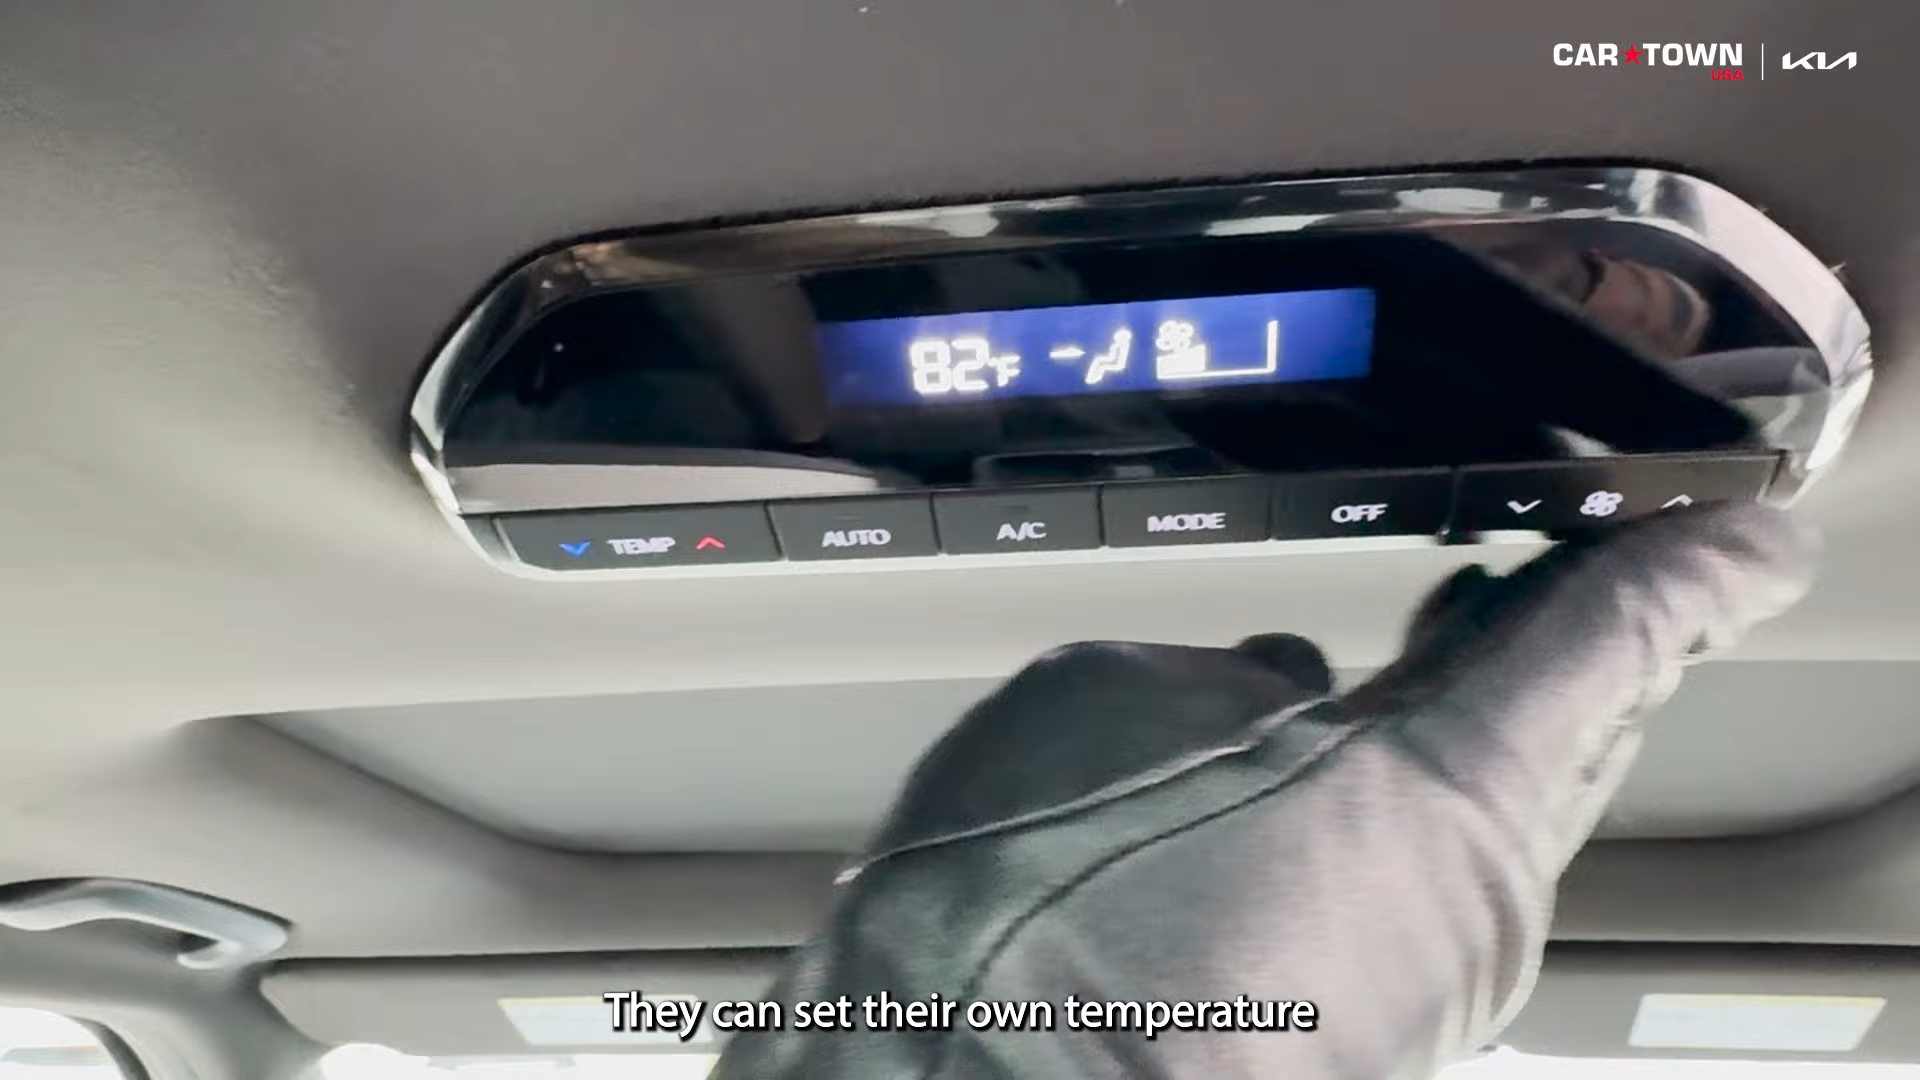 CAR★TOWN
USA
KIA
82°F
TEMP
AUTO
A/C
MODE
OFF
They can set their own temperature